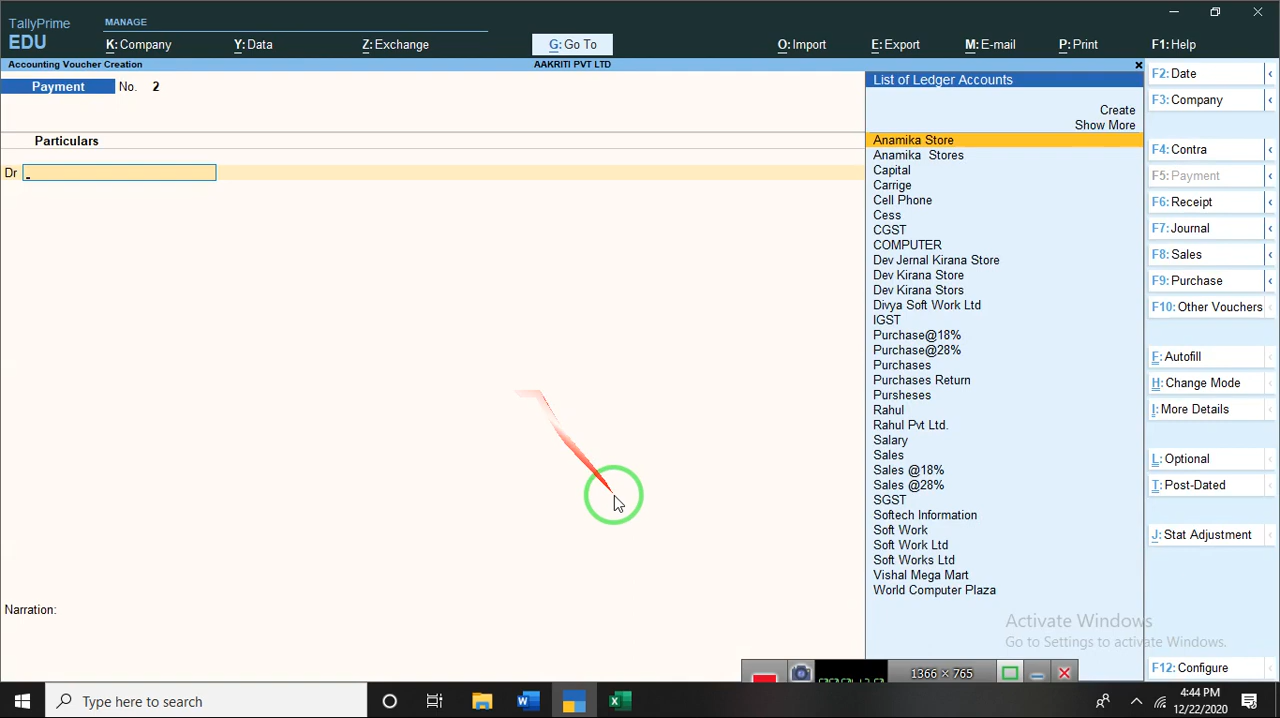 TallyPrime
EDU
MANAGE
K: Company
Y: Data
Z: Exchange
G: Go To
O: Import
E: Export
M: E-mail
P: Print
F1: Help
Accounting Voucher Creation
AAKRITI PVT LTD
Payment No. 2
Particulars
Dr
Narration:
List of Ledger Accounts
Create
Show More
Anamika Store
Anamika  Stores
Capital
Carrige
Cell Phone
Cess
CGST
COMPUTER
Dev Jernal Kirana Store
Dev Kirana Store
Dev Kirana Stors
Divya Soft Work Ltd
IGST
Purchase@18%
Purchase@28%
Purchases
Purchases Return
Pursheses
Rahul
Rahul Pvt Ltd.
Salary
Sales
Sales @18%
Sales @28%
SGST
Softech Information
Soft Work
Soft Work Ltd
Soft Works Ltd
Vishal Mega Mart
World Computer Plaza
F2: Date
F3: Company
F4: Contra
F5: Payment
F6: Receipt
F7: Journal
F8: Sales
F9: Purchase
F10: Other Vouchers
F: Autofill
H: Change Mode
I: More Details
L: Optional
T: Post-Dated
J: Stat Adjustment
F12: Configure
Activate Windows
Go to Settings to activate Windows.
1366 × 765
Type here to search
4:44 PM
12/22/2020